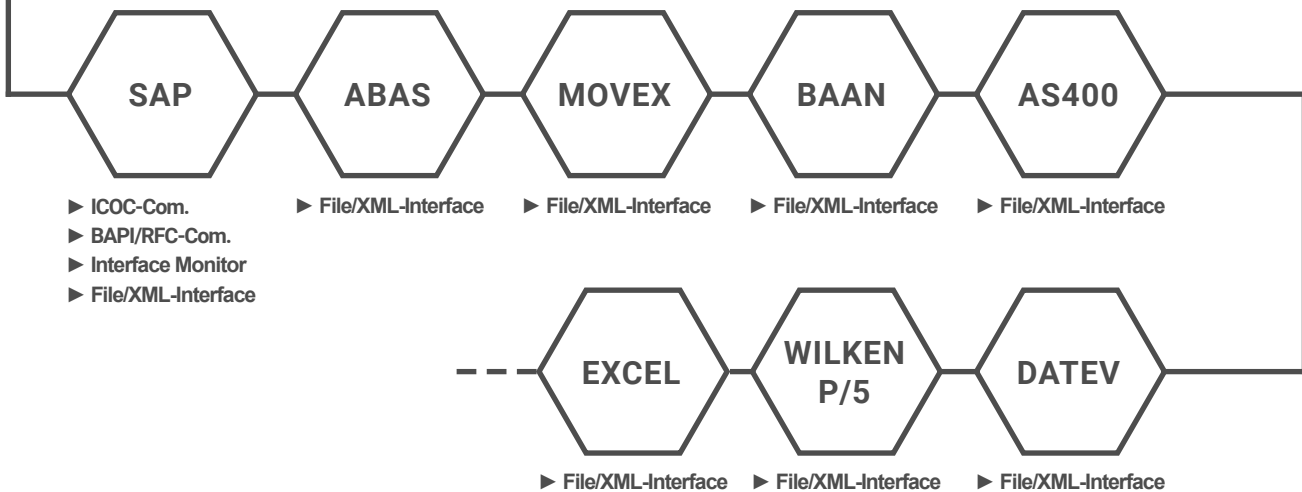 SAP
ABAS
MOVEX
BAAN
AS400
► ICOC-Com.
► BAPI/RFC-Com.
► Interface Monitor
► File/XML-Interface
► File/XML-Interface
► File/XML-Interface
► File/XML-Interface
► File/XML-Interface
EXCEL
WILKEN
P/5
DATEV
► File/XML-Interface
► File/XML-Interface
► File/XML-Interface